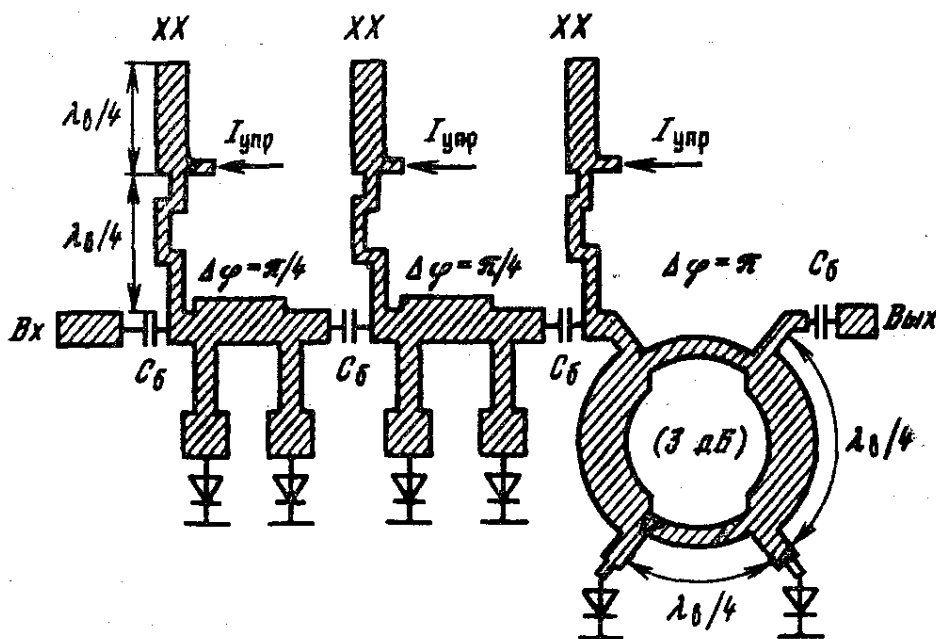 XX XX XX
λв/4
Iупр Iупр Iупр
λв/4
Δφ=π/4 Δφ=π/4 Δφ=π Cб
Вх Вых
Cб Cб Cб
(3 дБ)
λв/4
λв/4